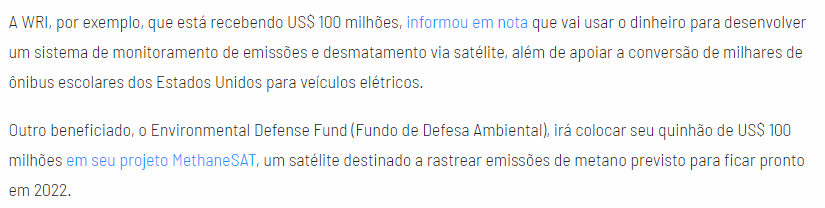 A WRI, por exemplo, que está recebendo US$ 100 milhões, informou em nota que vai usar o dinheiro para desenvolver
um sistema de monitoramento de emissões e desmatamento via satélite, além de apoiar a conversão de milhares de
ônibus escolares dos Estados Unidos para veículos elétricos.
Outro beneficiado, o Environmental Defense Fund (Fundo de Defesa Ambiental), irá colocar seu quinhão de US$ 100
milhões em seu projeto MethaneSAT, um satélite destinado a rastrear emissões de metano previsto para ficar pronto
em 2022.